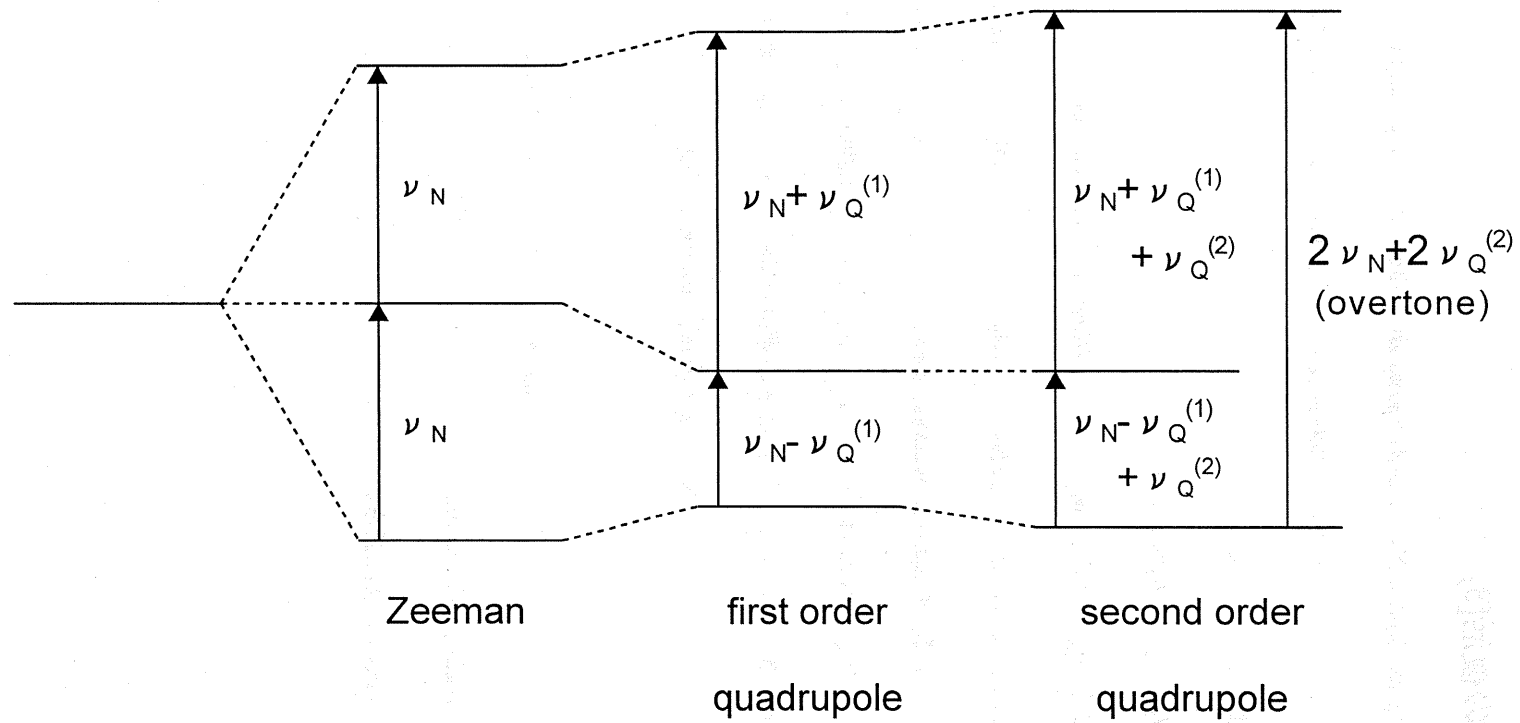 ν N
ν N
ν N + ν Q (1)
ν N - ν Q (1)
ν N + ν Q (1)
+ ν Q (2)
ν N - ν Q (1)
+ ν Q (2)
2 ν N + 2 ν Q (2)
(overtone)
Zeeman
first order
quadrupole
second order
quadrupole